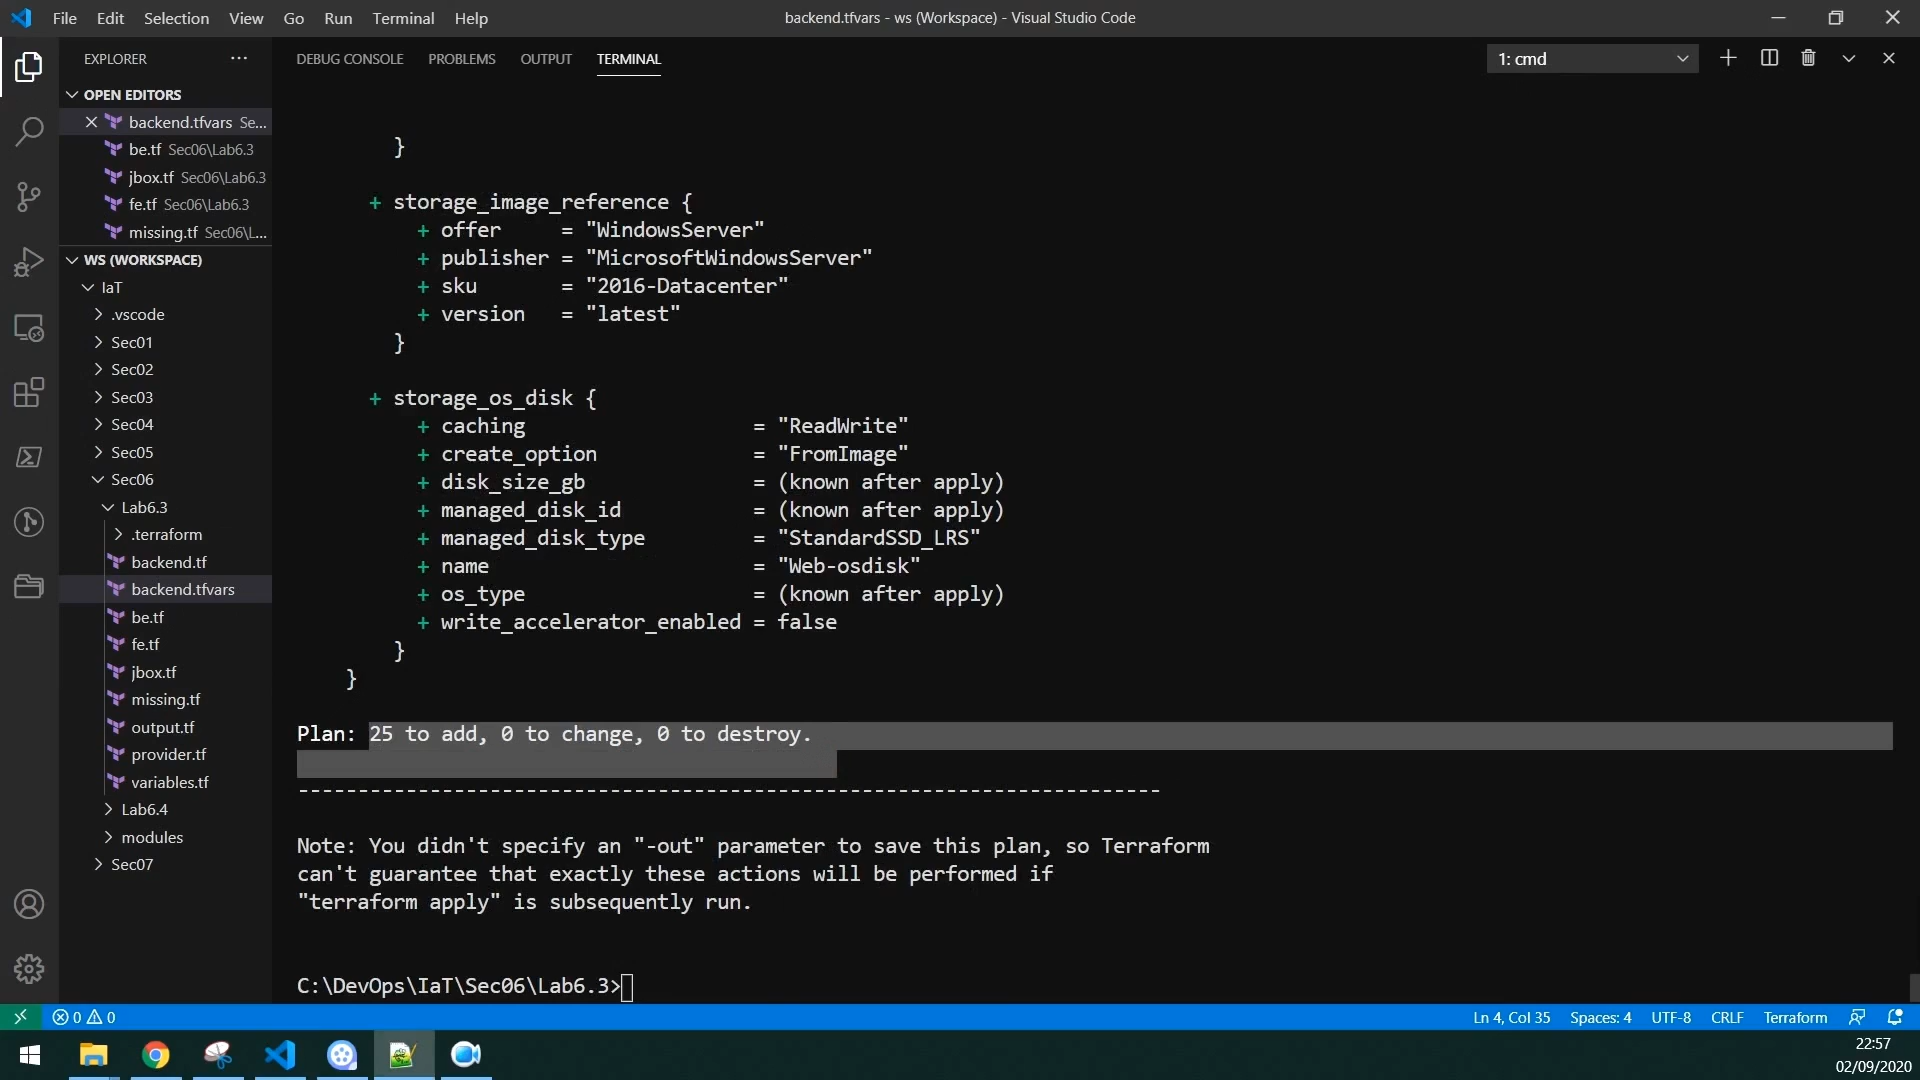 File Edit Selection View Go Run Terminal Help
backend.tfvars - ws (Workspace) - Visual Studio Code
EXPLORER
OPEN EDITORS
backend.tfvars Se...
be.tf Sec06\Lab6.3
jbox.tf Sec06\Lab6.3
fe.tf Sec06\Lab6.3
missing.tf Sec06\L...
WS (WORKSPACE)
IaT
.vscode
Sec01
Sec02
Sec03
Sec04
Sec05
Sec06
Lab6.3
.terraform
backend.tf
backend.tfvars
be.tf
fe.tf
jbox.tf
missing.tf
output.tf
provider.tf
variables.tf
Lab6.4
modules
Sec07
DEBUG CONSOLE PROBLEMS OUTPUT TERMINAL
1: cmd
}
+ storage_image_reference {
+ offer     = "WindowsServer"
+ publisher = "MicrosoftWindowsServer"
+ sku       = "2016-Datacenter"
+ version   = "latest"
}
+ storage_os_disk {
+ caching                   = "ReadWrite"
+ create_option             = "FromImage"
+ disk_size_gb              = (known after apply)
+ managed_disk_id           = (known after apply)
+ managed_disk_type         = "StandardSSD_LRS"
+ name                      = "Web-osdisk"
+ os_type                   = (known after apply)
+ write_accelerator_enabled = false
}
}
Plan: 25 to add, 0 to change, 0 to destroy.
------------------------------------------------------------------------
Note: You didn't specify an "-out" parameter to save this plan, so Terraform
can't guarantee that exactly these actions will be performed if
"terraform apply" is subsequently run.
C:\DevOps\IaT\Sec06\Lab6.3>
0 0
Ln 4, Col 35 Spaces: 4 UTF-8 CRLF Terraform
22:57
02/09/2020